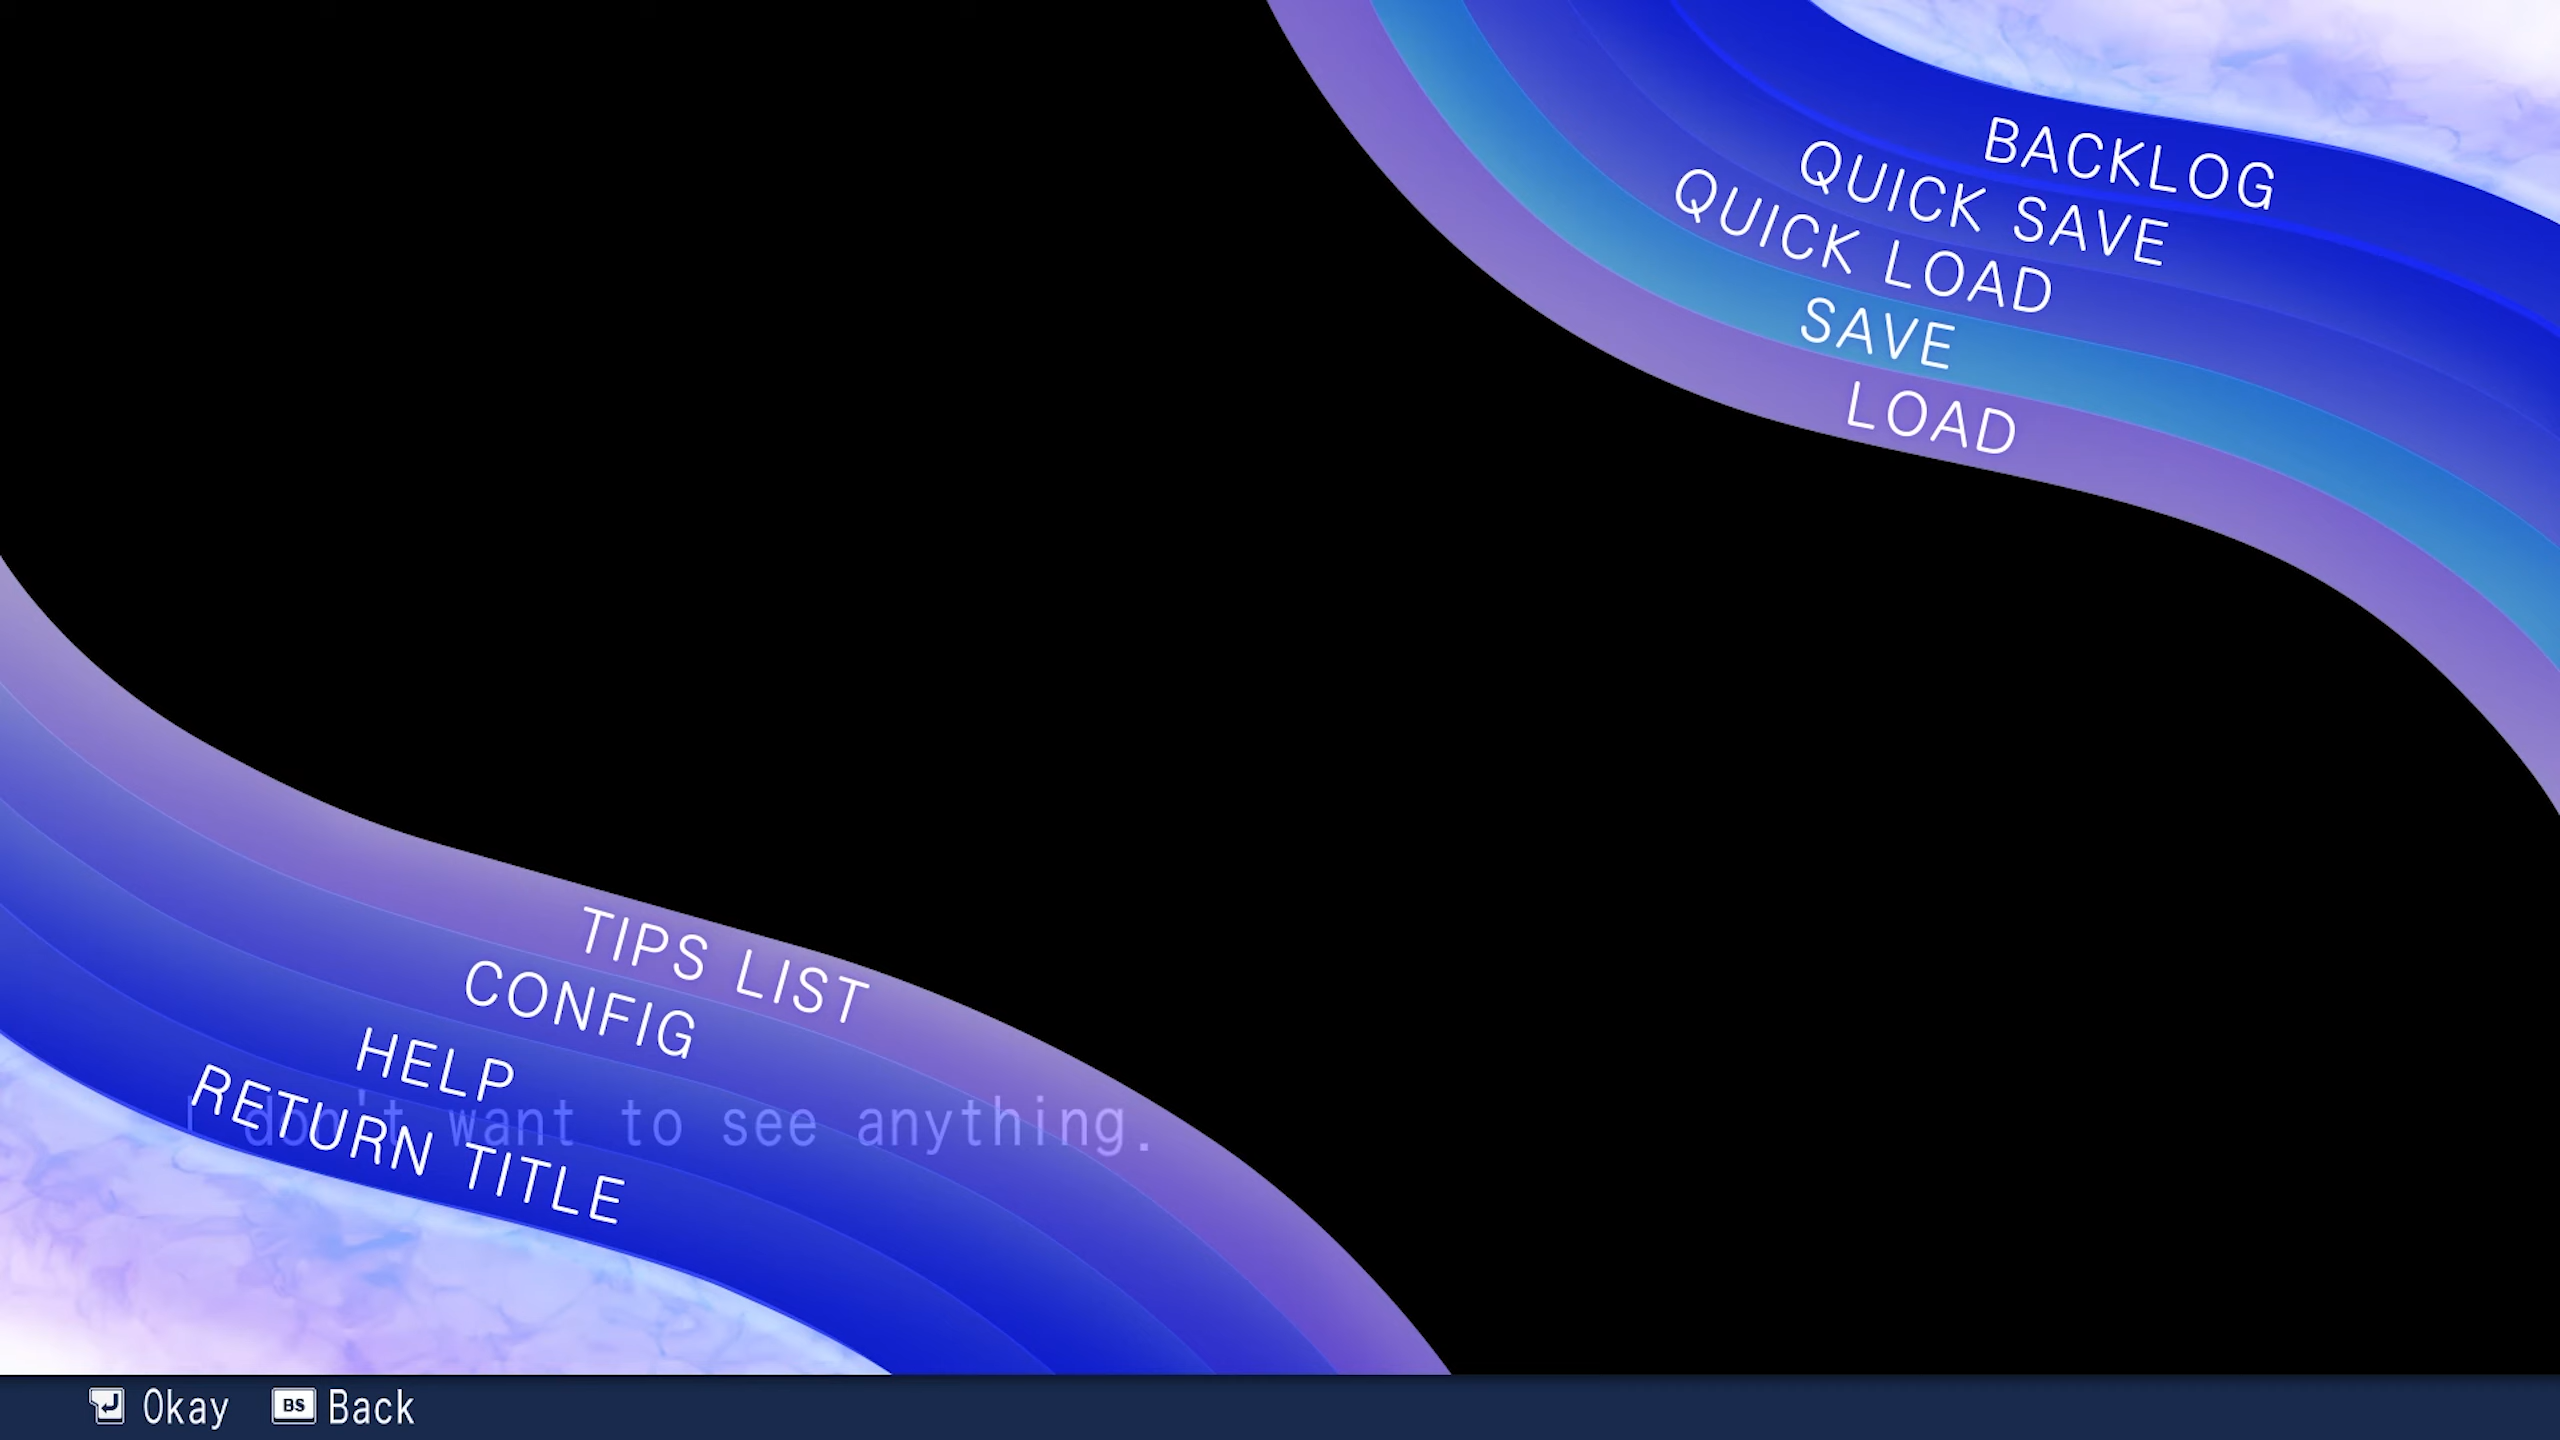 BACKLOG
QUICK SAVE
QUICK LOAD
SAVE
LOAD
TIPS LIST
CONFIG
HELP
RETURN TITLE
I don't want to see anything.
Okay
BS Back